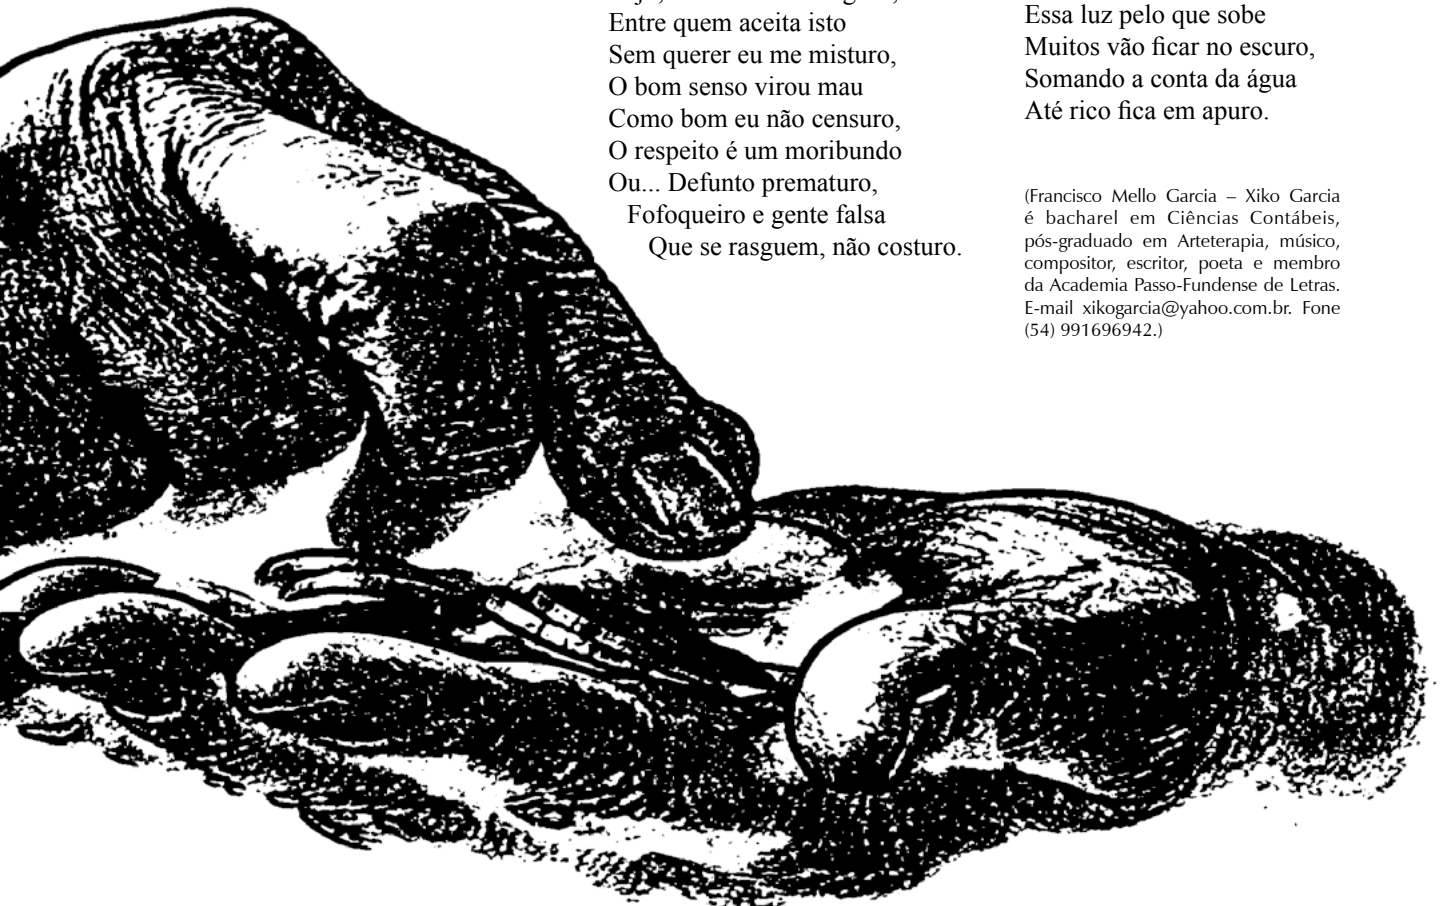 Entre quem aceita isto
Sem querer eu me misturo,
O bom senso virou mau
Como bom eu não censuro,
O respeito é um moribundo
Ou... Defunto prematuro,
Fofoqueiro e gente falsa
Que se rasguem, não costuro.
Essa luz pelo que sobe
Muitos vão ficar no escuro,
Somando a conta da água
Até rico fica em apuro.
(Francisco Mello Garcia – Xiko Garcia
é bacharel em Ciências Contábeis,
pós-graduado em Arteterapia, músico,
compositor, escritor, poeta e membro
da Academia Passo-Fundense de Letras.
E-mail xikogarcia@yahoo.com.br. Fone
(54) 991696942.)